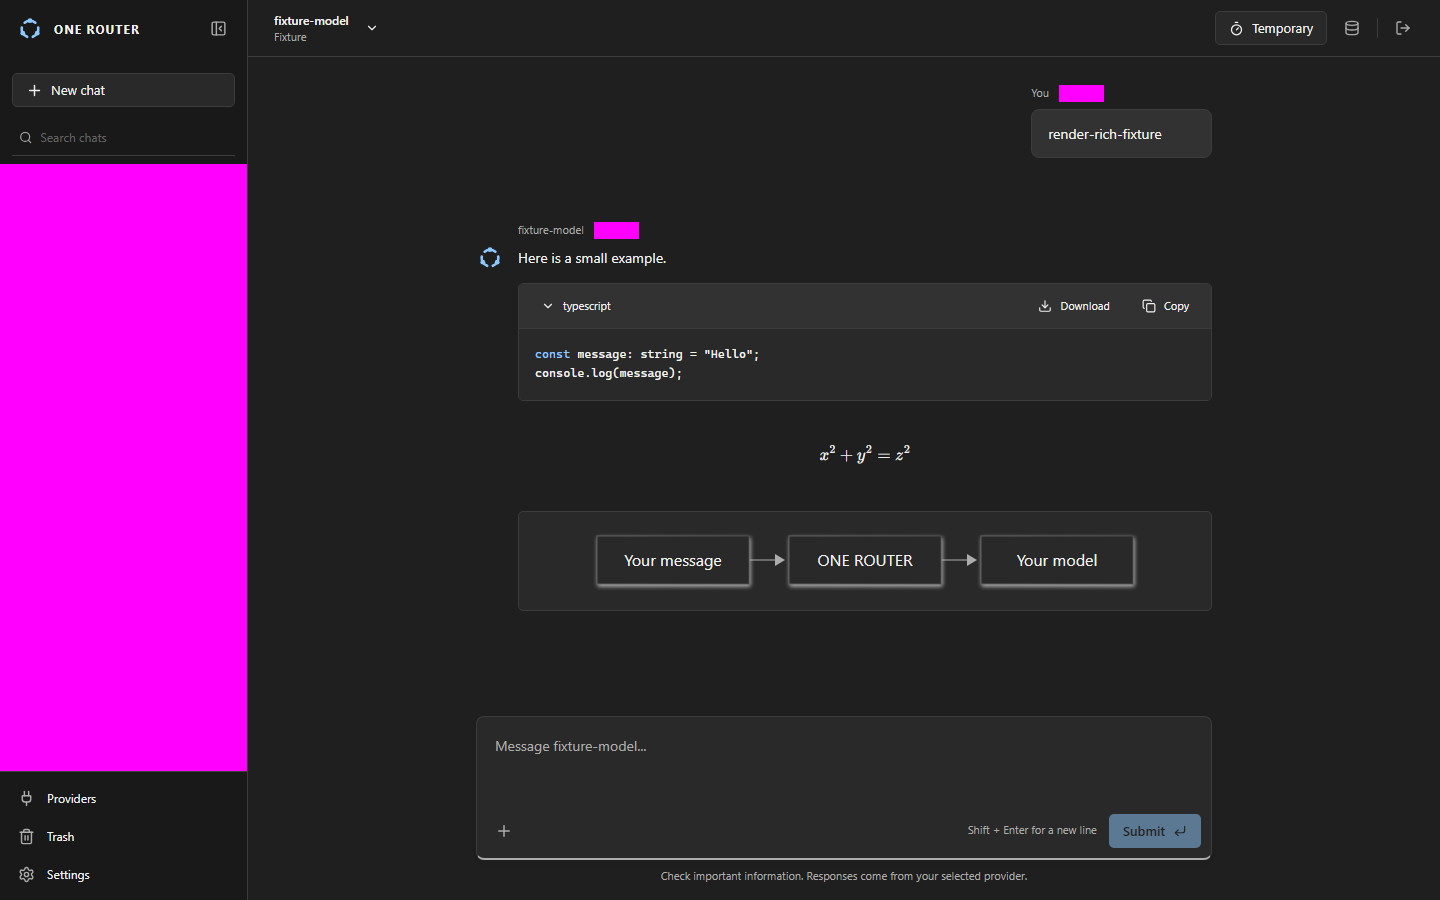 ONE ROUTER
New chat
Search chats
Providers
Trash
Settings
fixture-model
Fixture
Temporary
You
render-rich-fixture
fixture-model
Here is a small example.
typescript
Download
Copy
const message: string = "Hello";
console.log(message);
x² + y² = z²
Your message
ONE ROUTER
Your model
Message fixture-model...
Shift + Enter for a new line
Submit
Check important information. Responses come from your selected provider.